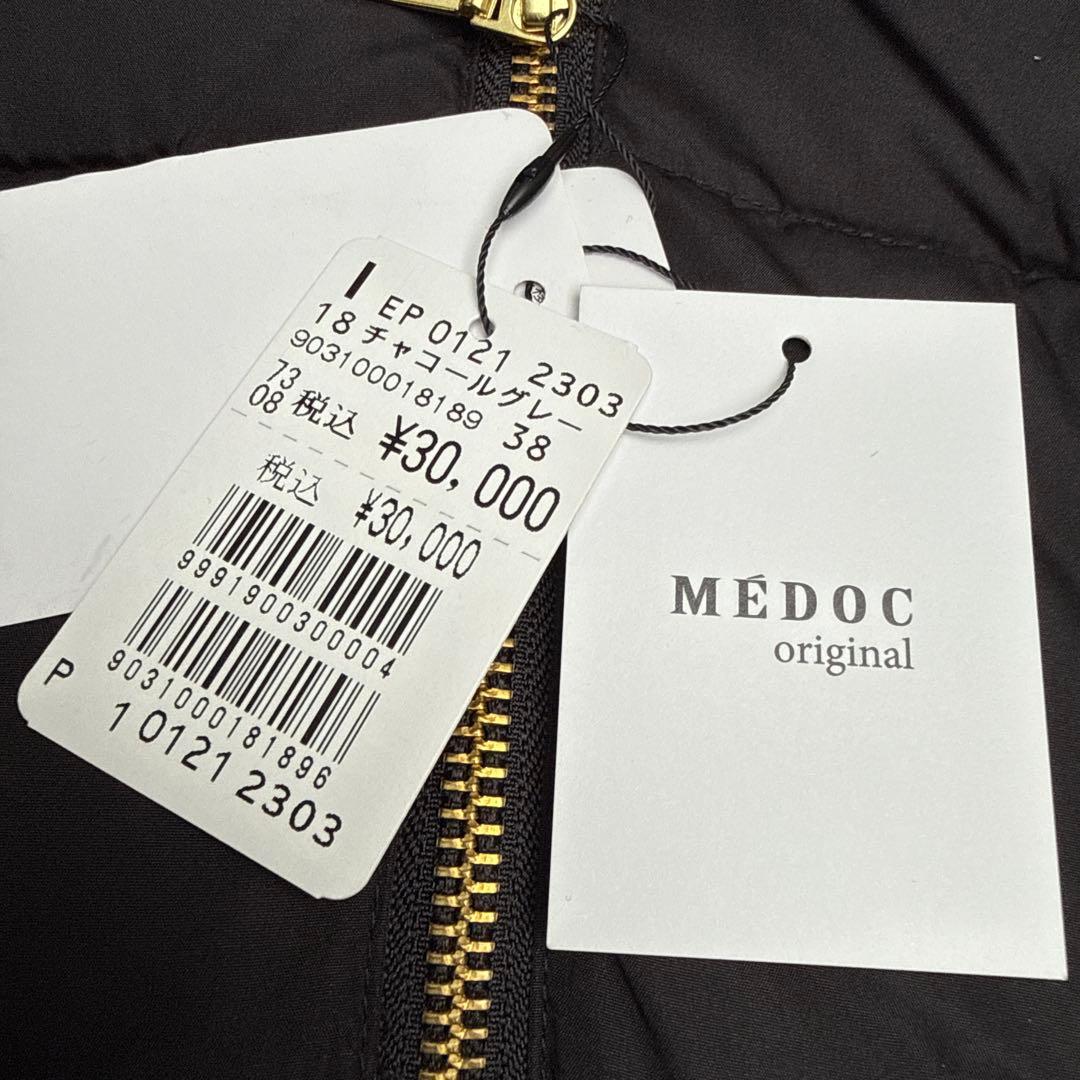 I
EP 0121 2303
18 チャコールグレー
903100018189 38
73
08 税込 ¥30,000
税込 ¥30,000
9991900300004
9031000181896
P
1 0121 2303
MÉDOC
original